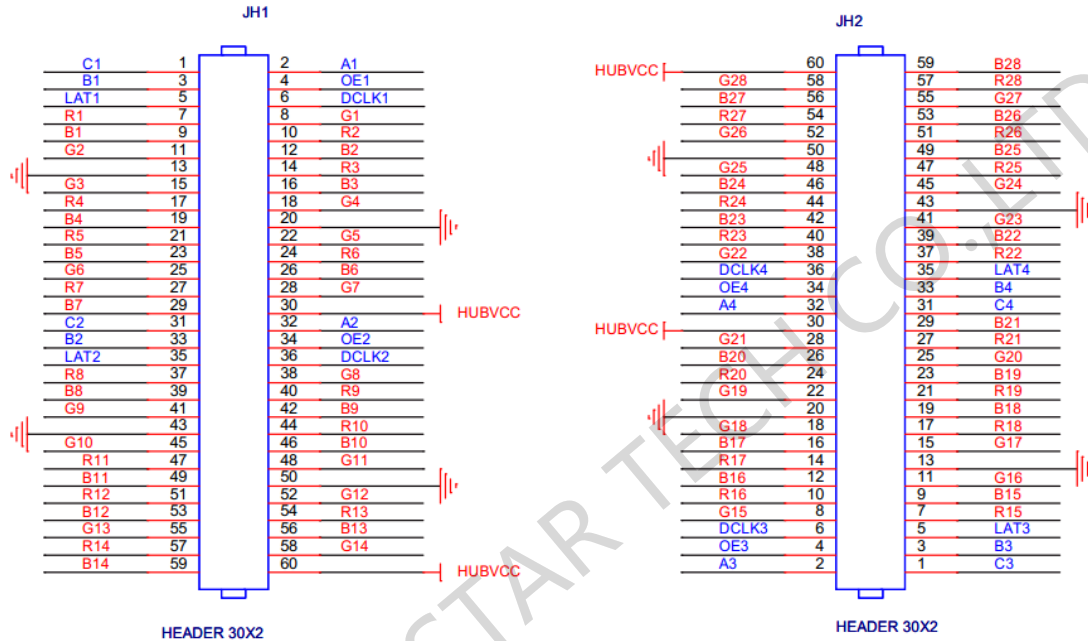 JH1
C1 1 2 A1
B1 3 4 OE1
LAT1 5 6 DCLK1
R1 7 8 G1
B1 9 10 R2
G2 11 12 B2
13 14 R3
G3 15 16 B3
R4 17 18 G4
B4 19 20
R5 21 22 G5
B5 23 24 R6
G6 25 26 B6
R7 27 28 G7
B7 29 30 HUBVCC
C2 31 32 A2
B2 33 34 OE2
LAT2 35 36 DCLK2
R8 37 38 G8
B8 39 40 R9
G9 41 42 B9
43 44 R10
G10 45 46 B10
R11 47 48 G11
B11 49 50
R12 51 52 G12
B12 53 54 R13
G13 55 56 B13
R14 57 58 G14
B14 59 60 HUBVCC
HEADER 30X2
JH2
HUBVCC 60 59 B28
G28 58 57 R28
B27 56 55 G27
R27 54 53 B26
G26 52 51 R26
50 49 B25
G25 48 47 R25
B24 46 45 G24
R24 44 43
B23 42 41 G23
R23 40 39 B22
G22 38 37 R22
DCLK4 36 35 LAT4
OE4 34 33 B4
A4 32 31 C4
HUBVCC 30 29 B21
G21 28 27 R21
B20 26 25 G20
R20 24 23 B19
G19 22 21 R19
20 19 B18
G18 18 17 R18
B17 16 15 G17
R17 14 13
B16 12 11 G16
R16 10 9 B15
G15 8 7 R15
DCLK3 6 5 LAT3
OE3 4 3 B3
A3 2 1 C3
HEADER 30X2
STAR TECH CO.,LTD